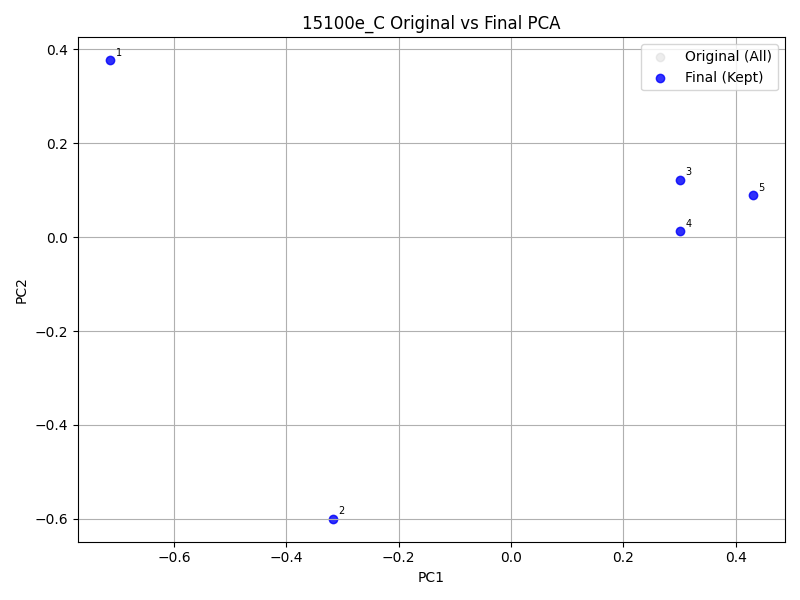 15100e_C Original vs Final PCA
Original (All)
Final (Kept)
1
3
5
4
2
0.4
0.2
0.0
−0.2
−0.4
−0.6
PC2
−0.6 −0.4 −0.2 0.0 0.2 0.4
PC1